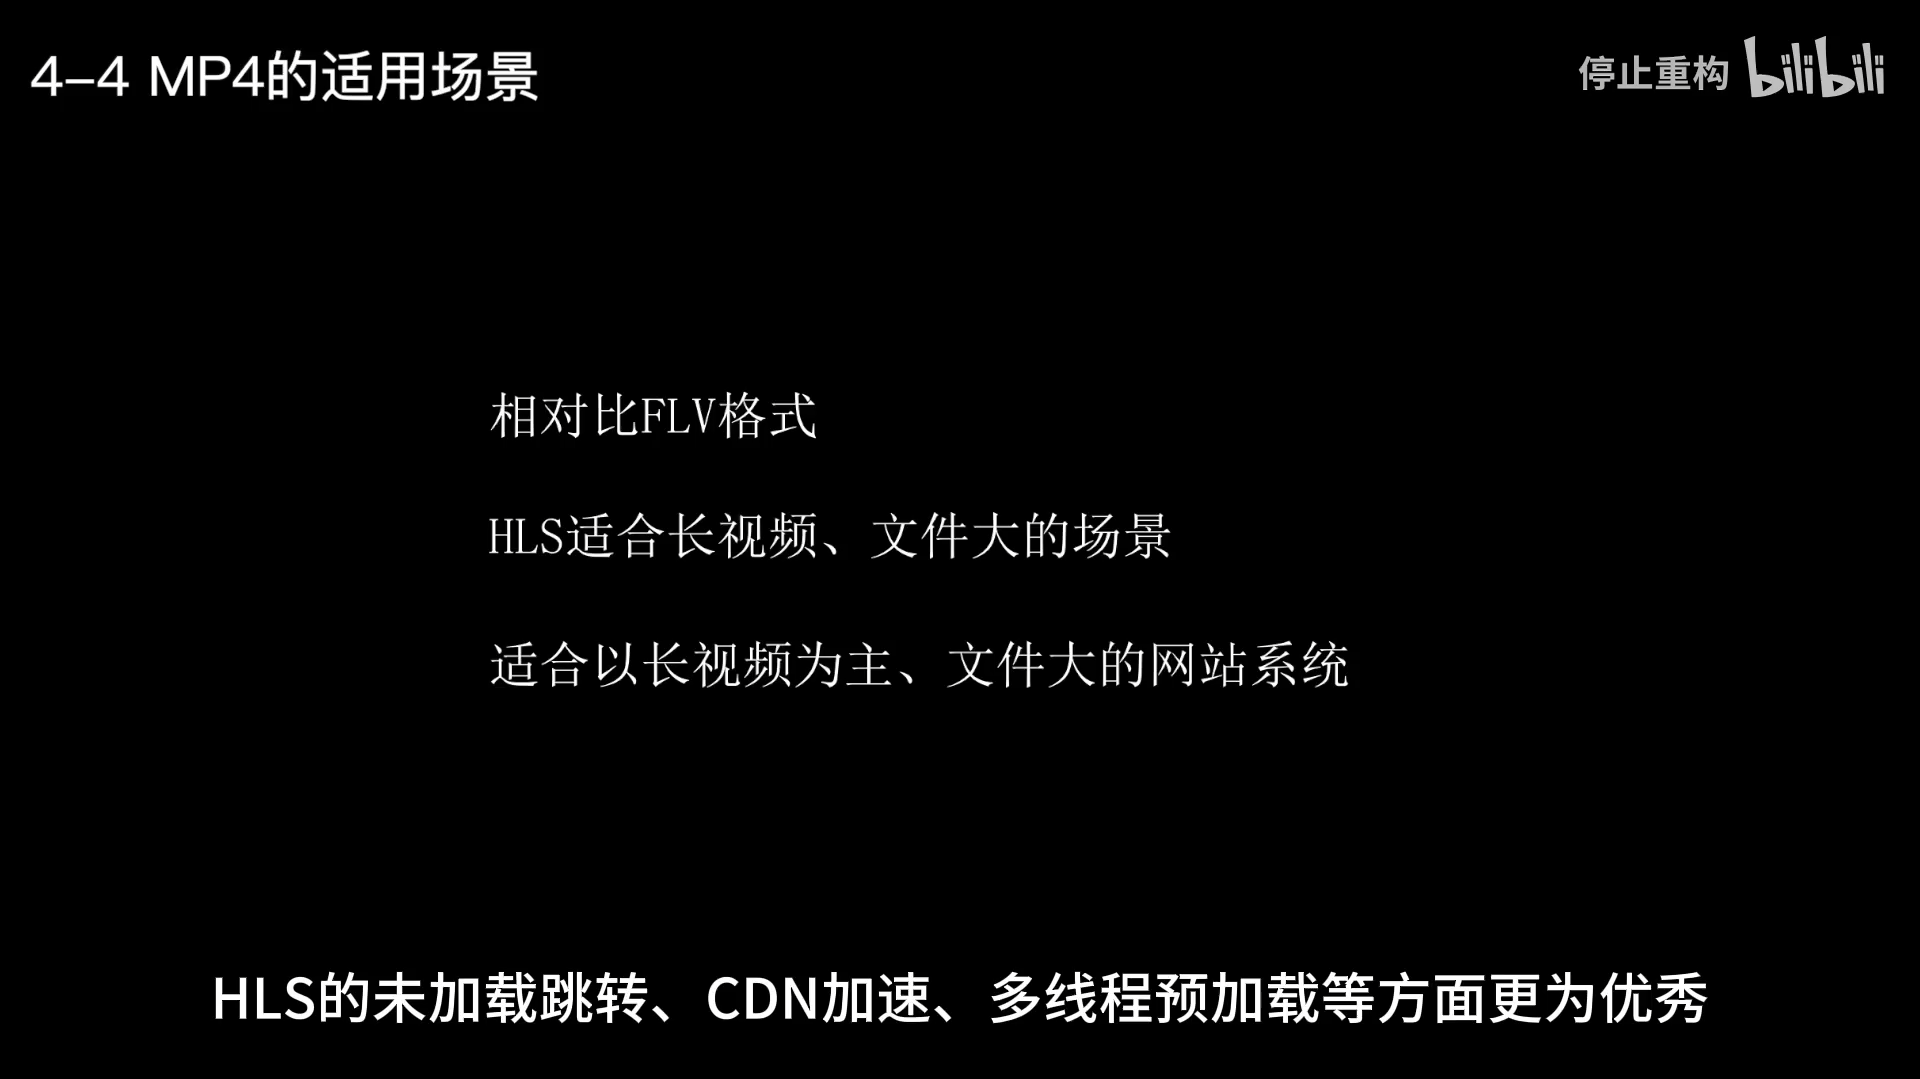 4-4 MP4的适用场景
停止重构 bilibili
相对比FLV格式
HLS适合长视频、文件大的场景
适合以长视频为主、文件大的网站系统
HLS的未加载跳转、CDN加速、多线程预加载等方面更为优秀